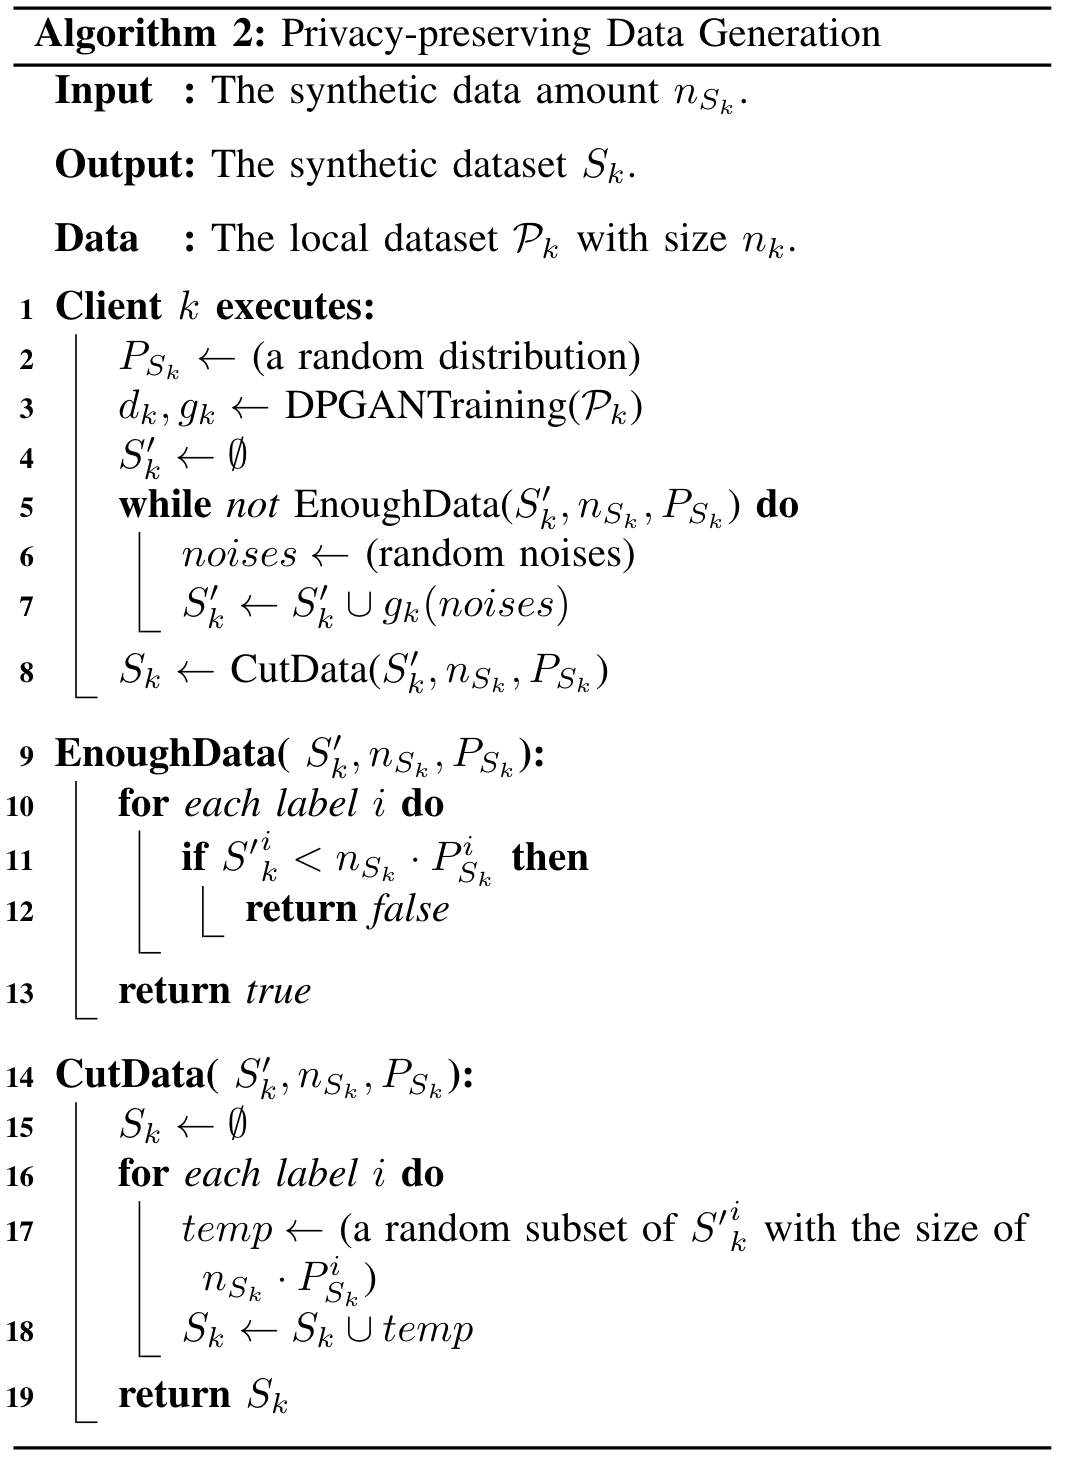 Algorithm 2: Privacy-preserving Data Generation
Input : The synthetic data amount $n_{S_k}$.
Output: The synthetic dataset $S_k$.
Data : The local dataset $\mathcal{P}_k$ with size $n_k$.
1 Client $k$ executes:
2 $P_{S_k} \leftarrow$ (a random distribution)
3 $d_k, g_k \leftarrow$ DPGANTraining($\mathcal{P}_k$)
4 $S'_k \leftarrow \emptyset$
5 while not EnoughData($S'_k, n_{S_k}, P_{S_k}$) do
6 $noises \leftarrow$ (random noises)
7 $S'_k \leftarrow S'_k \cup g_k(noises)$
8 $S_k \leftarrow$ CutData($S'_k, n_{S_k}, P_{S_k}$)
9 EnoughData( $S'_k, n_{S_k}, P_{S_k}$):
10 for each label $i$ do
11 if ${S'}_k^i < n_{S_k} \cdot P_{S_k}^i$ then
12 return false
13 return true
14 CutData( $S'_k, n_{S_k}, P_{S_k}$):
15 $S_k \leftarrow \emptyset$
16 for each label $i$ do
17 $temp \leftarrow$ (a random subset of ${S'}_k^i$ with the size of
$n_{S_k} \cdot P_{S_k}^i$)
18 $S_k \leftarrow S_k \cup temp$
19 return $S_k$